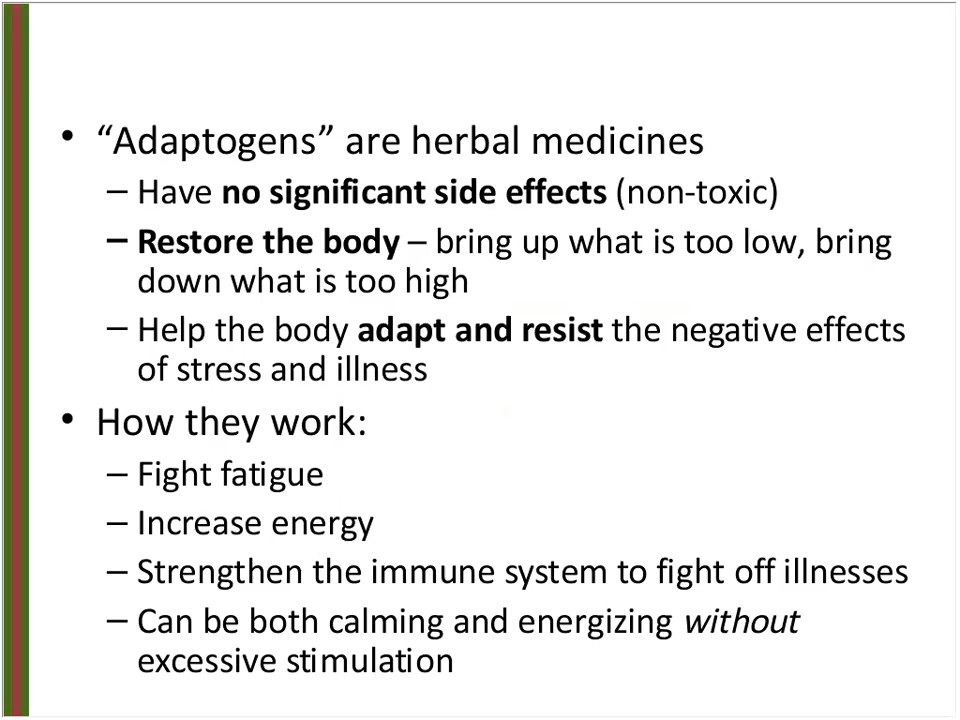 • “Adaptogens” are herbal medicines
– Have no significant side effects (non-toxic)
– Restore the body – bring up what is too low, bring
down what is too high
– Help the body adapt and resist the negative effects
of stress and illness
• How they work:
– Fight fatigue
– Increase energy
– Strengthen the immune system to fight off illnesses
– Can be both calming and energizing without
excessive stimulation